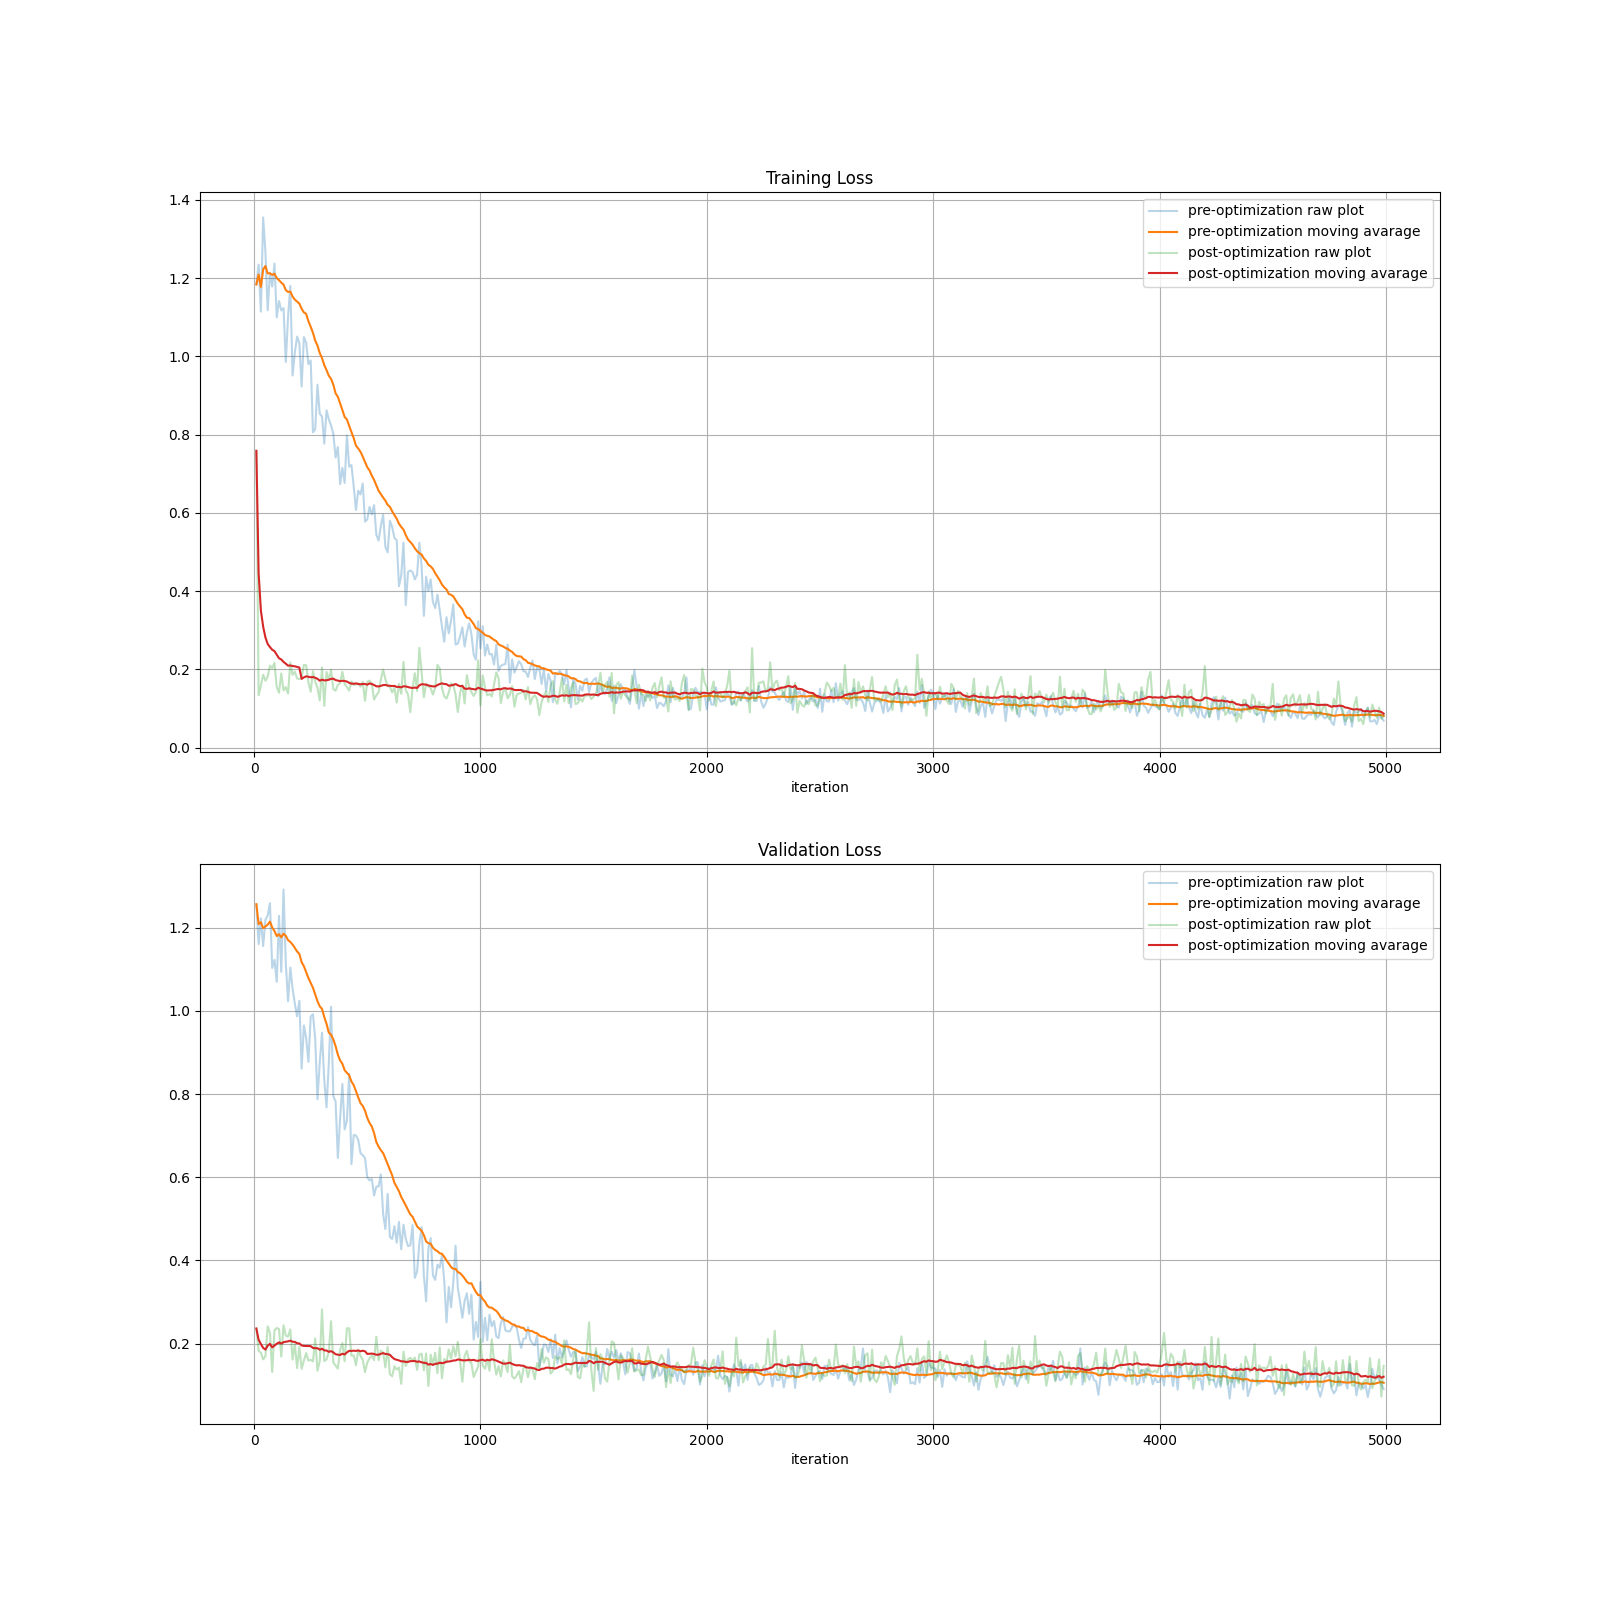 Training Loss
1.4
1.2
1.0
0.8
0.6
0.4
0.2
0.0
pre-optimization raw plot
pre-optimization moving avarage
post-optimization raw plot
post-optimization moving avarage
0 1000 2000 3000 4000 5000
iteration
Validation Loss
1.2
1.0
0.8
0.6
0.4
0.2
pre-optimization raw plot
pre-optimization moving avarage
post-optimization raw plot
post-optimization moving avarage
0 1000 2000 3000 4000 5000
iteration